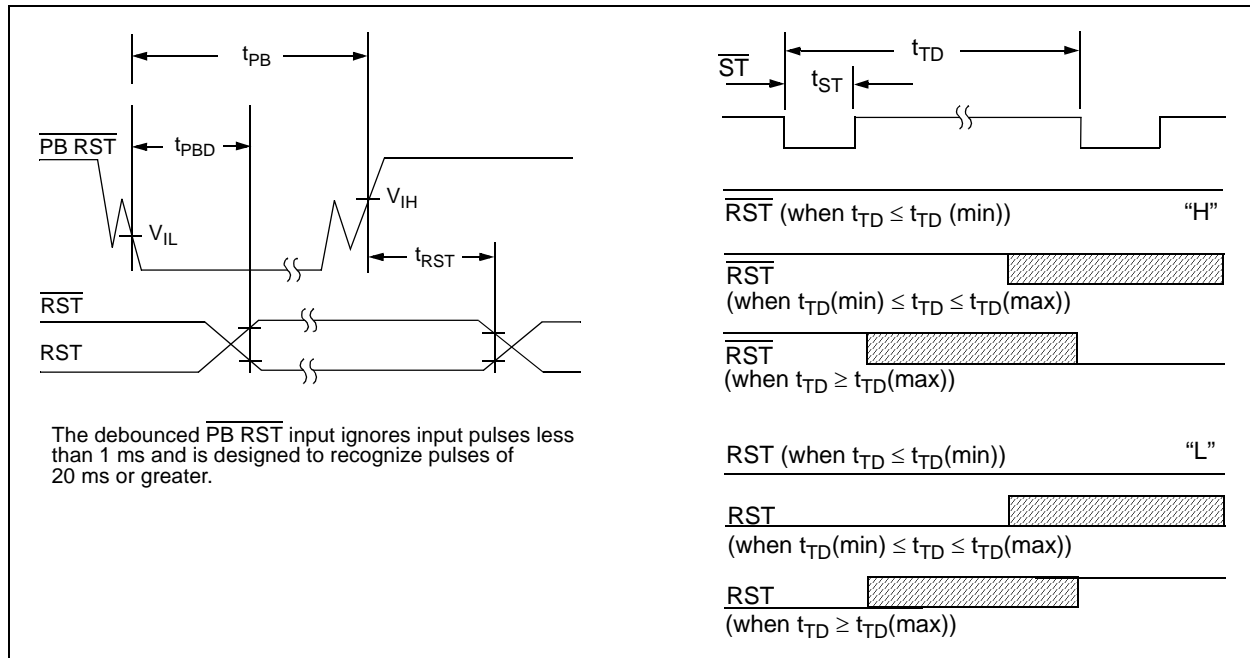 tPB
PB RST
tPBD
VIL
VIH
tRST
RST
RST
The debounced PB RST input ignores input pulses less
than 1 ms and is designed to recognize pulses of
20 ms or greater.
ST
tTD
tST
RST (when tTD ≤ tTD (min)) “H”
RST
(when tTD(min) ≤ tTD ≤ tTD(max))
RST
(when tTD ≥ tTD(max))
RST (when tTD ≤ tTD(min)) “L”
RST
(when tTD(min) ≤ tTD ≤ tTD(max))
RST
(when tTD ≥ tTD(max))